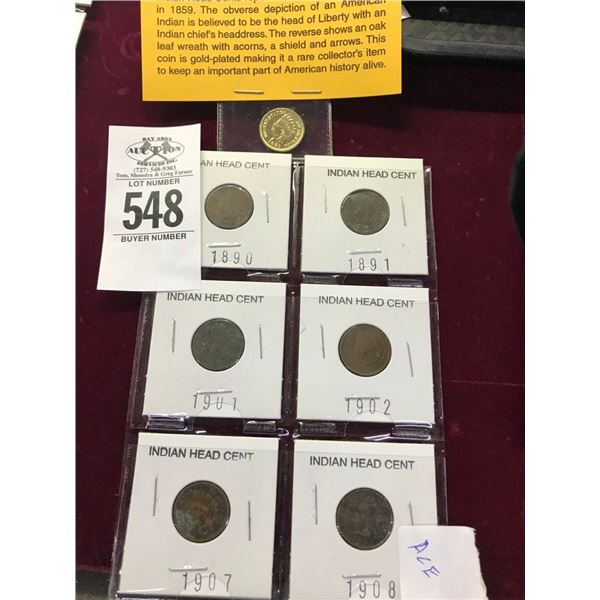 in 1859. The obverse depiction of an American
Indian is believed to be the head of Liberty with an
Indian chief's headdress. The reverse shows an oak
leaf wreath with acorns, a shield and arrows. This
coin is gold-plated making it a rare collector's item
to keep an important part of American history alive.
BAY AREA
AUCTION
SERVICES INC.
(727) 548-9303
Tom, Shondra & Greg Farmer
LOT NUMBER
548
BUYER NUMBER
HEAD CENT
1890
INDIAN HEAD CENT
1891
INDIAN HEAD CENT
1901
INDIAN HEAD CENT
1902
INDIAN HEAD CENT
1907
INDIAN HEAD CENT
1908
ACE